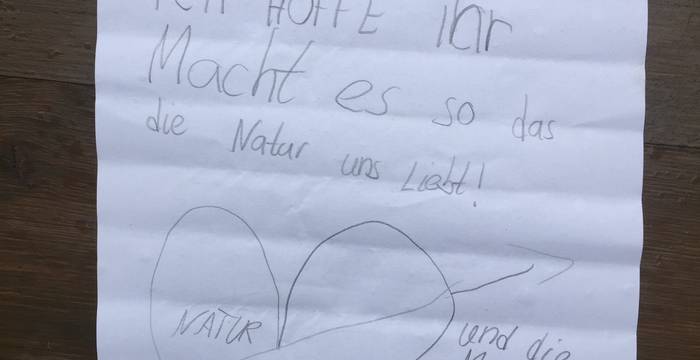 ICH HOFFE ihr
Macht es so das
die Natur uns Liebt!
NATUR
und die